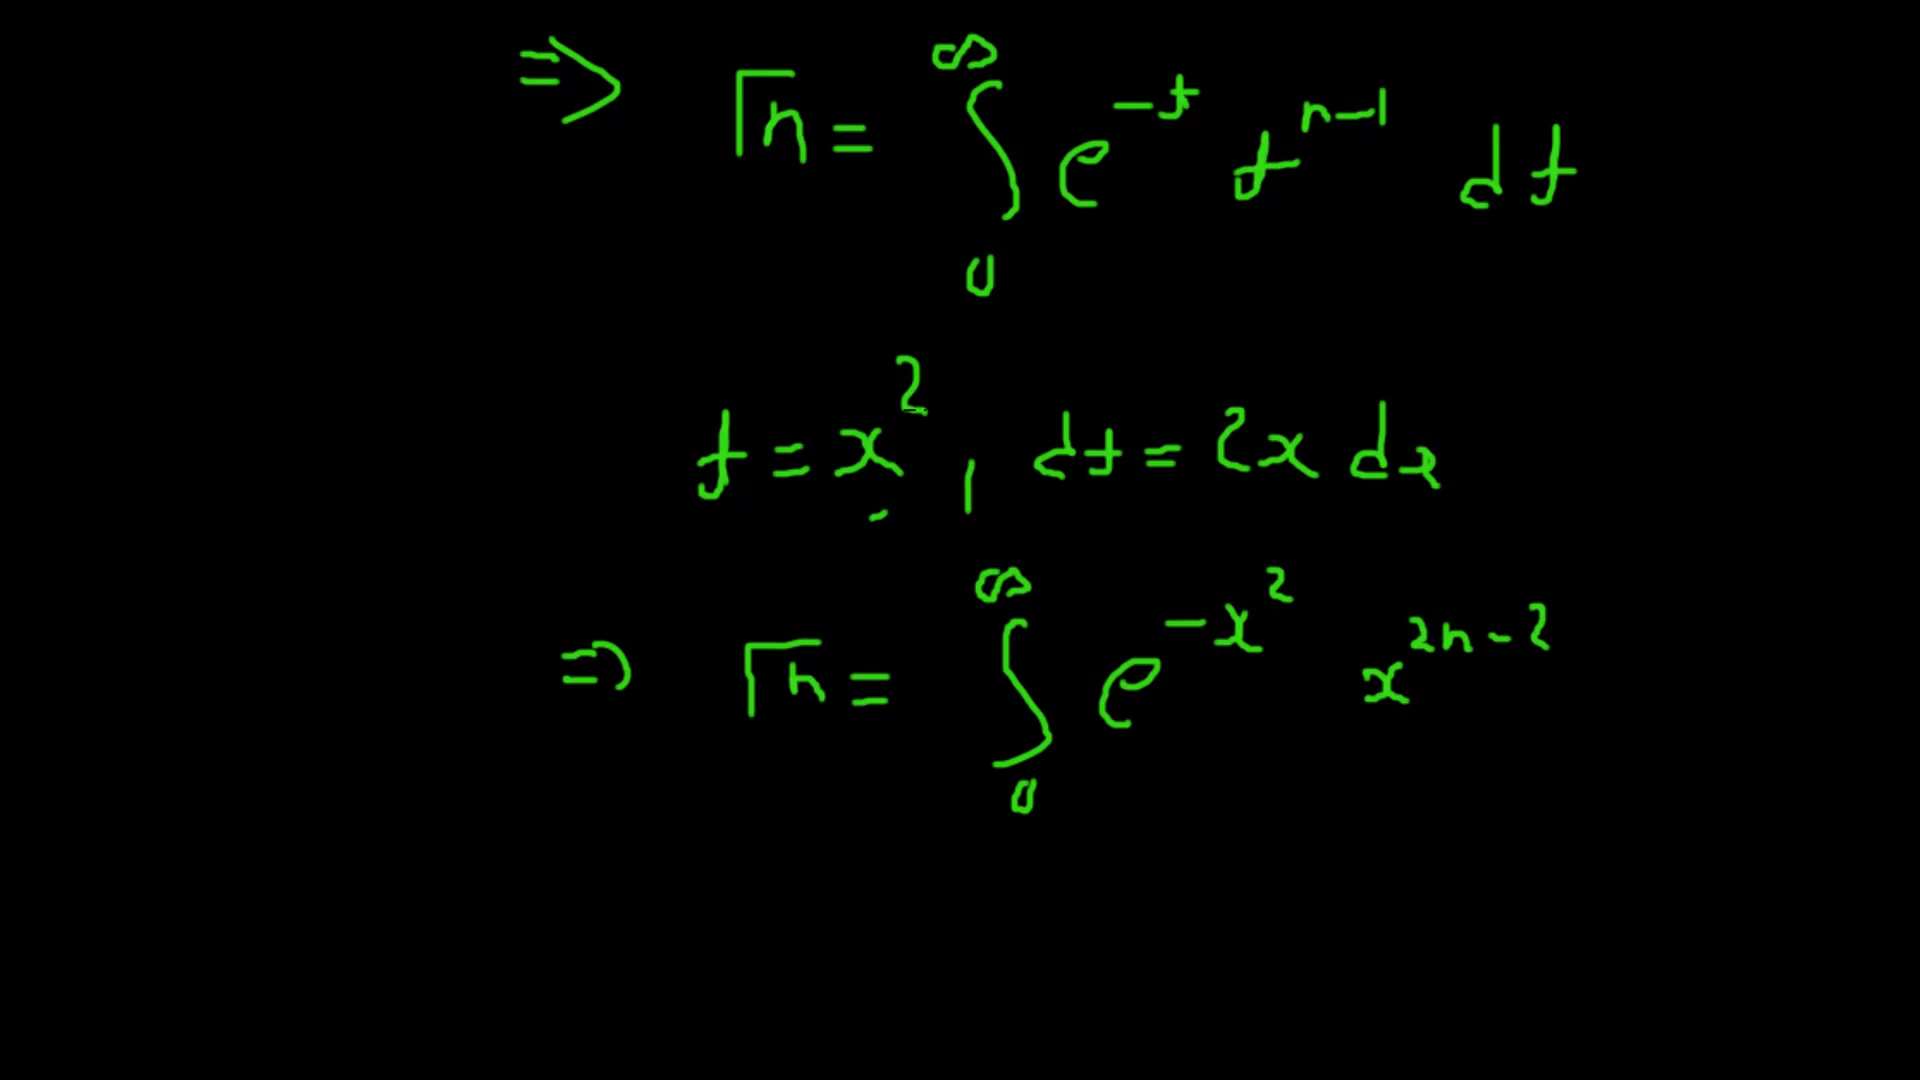 ⇒ Γn = ∫₀^∞ e^{-t} t^{n-1} dt
t = x², dt = 2x dx
⇒ Γn = ∫₀^∞ e^{-x²} x^{2n-2}